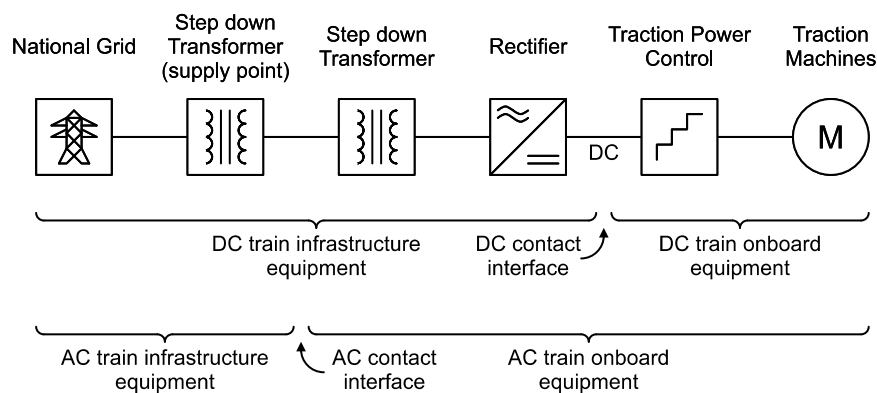 National Grid
Step down
Transformer
(supply point)
Step down
Transformer
Rectifier
Traction Power
Control
Traction
Machines
DC
M
DC train infrastructure
equipment
DC contact
interface
DC train onboard
equipment
AC train infrastructure
equipment
AC contact
interface
AC train onboard
equipment